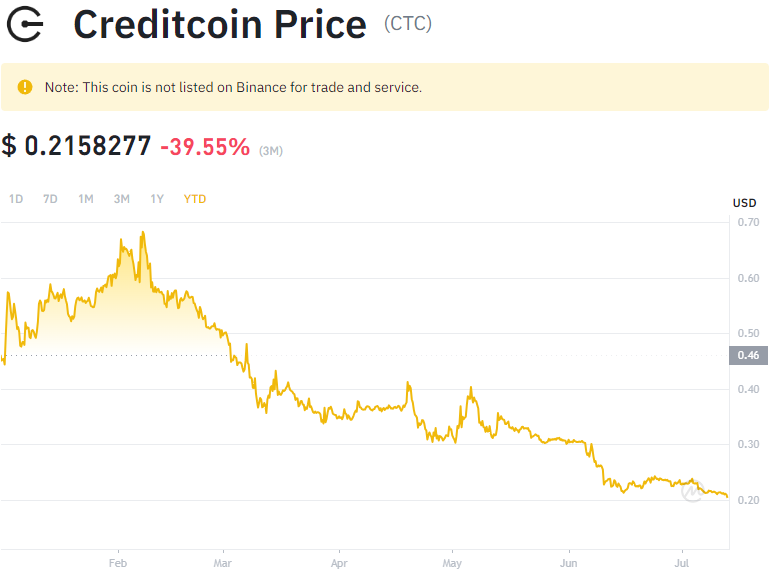 Creditcoin Price (CTC)
Note: This coin is not listed on Binance for trade and service.
$ 0.2158277 -39.55% (3M)
1D 7D 1M 3M 1Y YTD
USD
0.70
0.60
0.50
0.46
0.40
0.30
0.20
Feb Mar Apr May Jun Jul